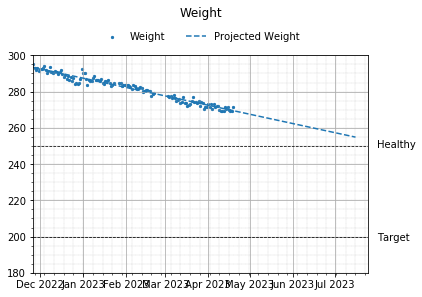 Weight
Weight
Projected Weight
300
280
260
240
220
200
180
Healthy
Target
Dec 2022 Jan 2023 Feb 2023 Mar 2023 Apr 2023 May 2023 Jun 2023 Jul 2023